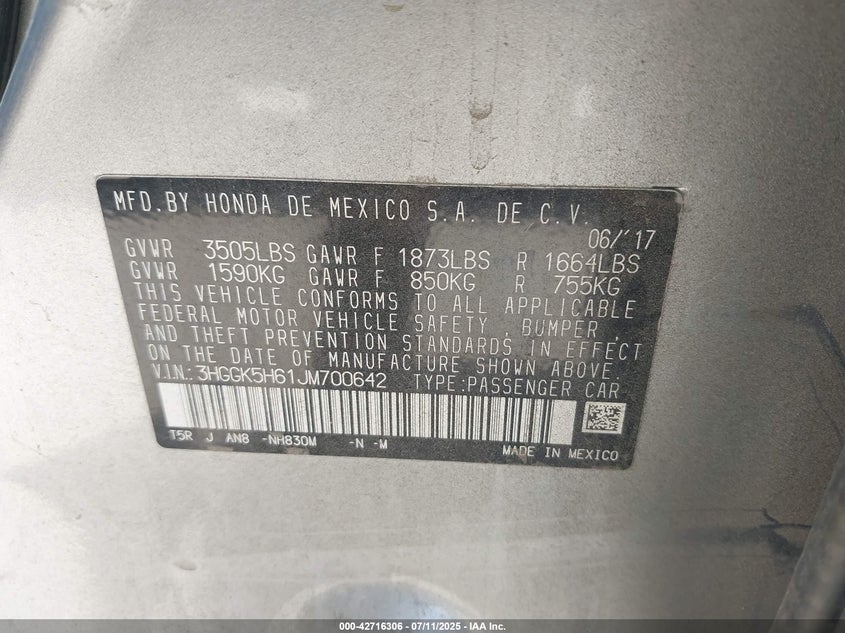 MFD.BY HONDA DE MEXICO S.A. DE C.V.
06/'17
GVWR 3505LBS GAWR F 1873LBS R 1664LBS
GVWR 1590KG GAWR F 850KG R 755KG
THIS VEHICLE CONFORMS TO ALL APPLICABLE
FEDERAL MOTOR VEHICLE SAFETY, BUMPER,
AND THEFT PREVENTION STANDARDS IN EFFECT
ON THE DATE OF MANUFACTURE SHOWN ABOVE.
V.I.N.:3HGGK5H61JM700642 TYPE:PASSENGER CAR
T5R J AN8 -NH830M -N -M
MADE IN MEXICO
000-42716306 - 07/11/2025 - IAA Inc.